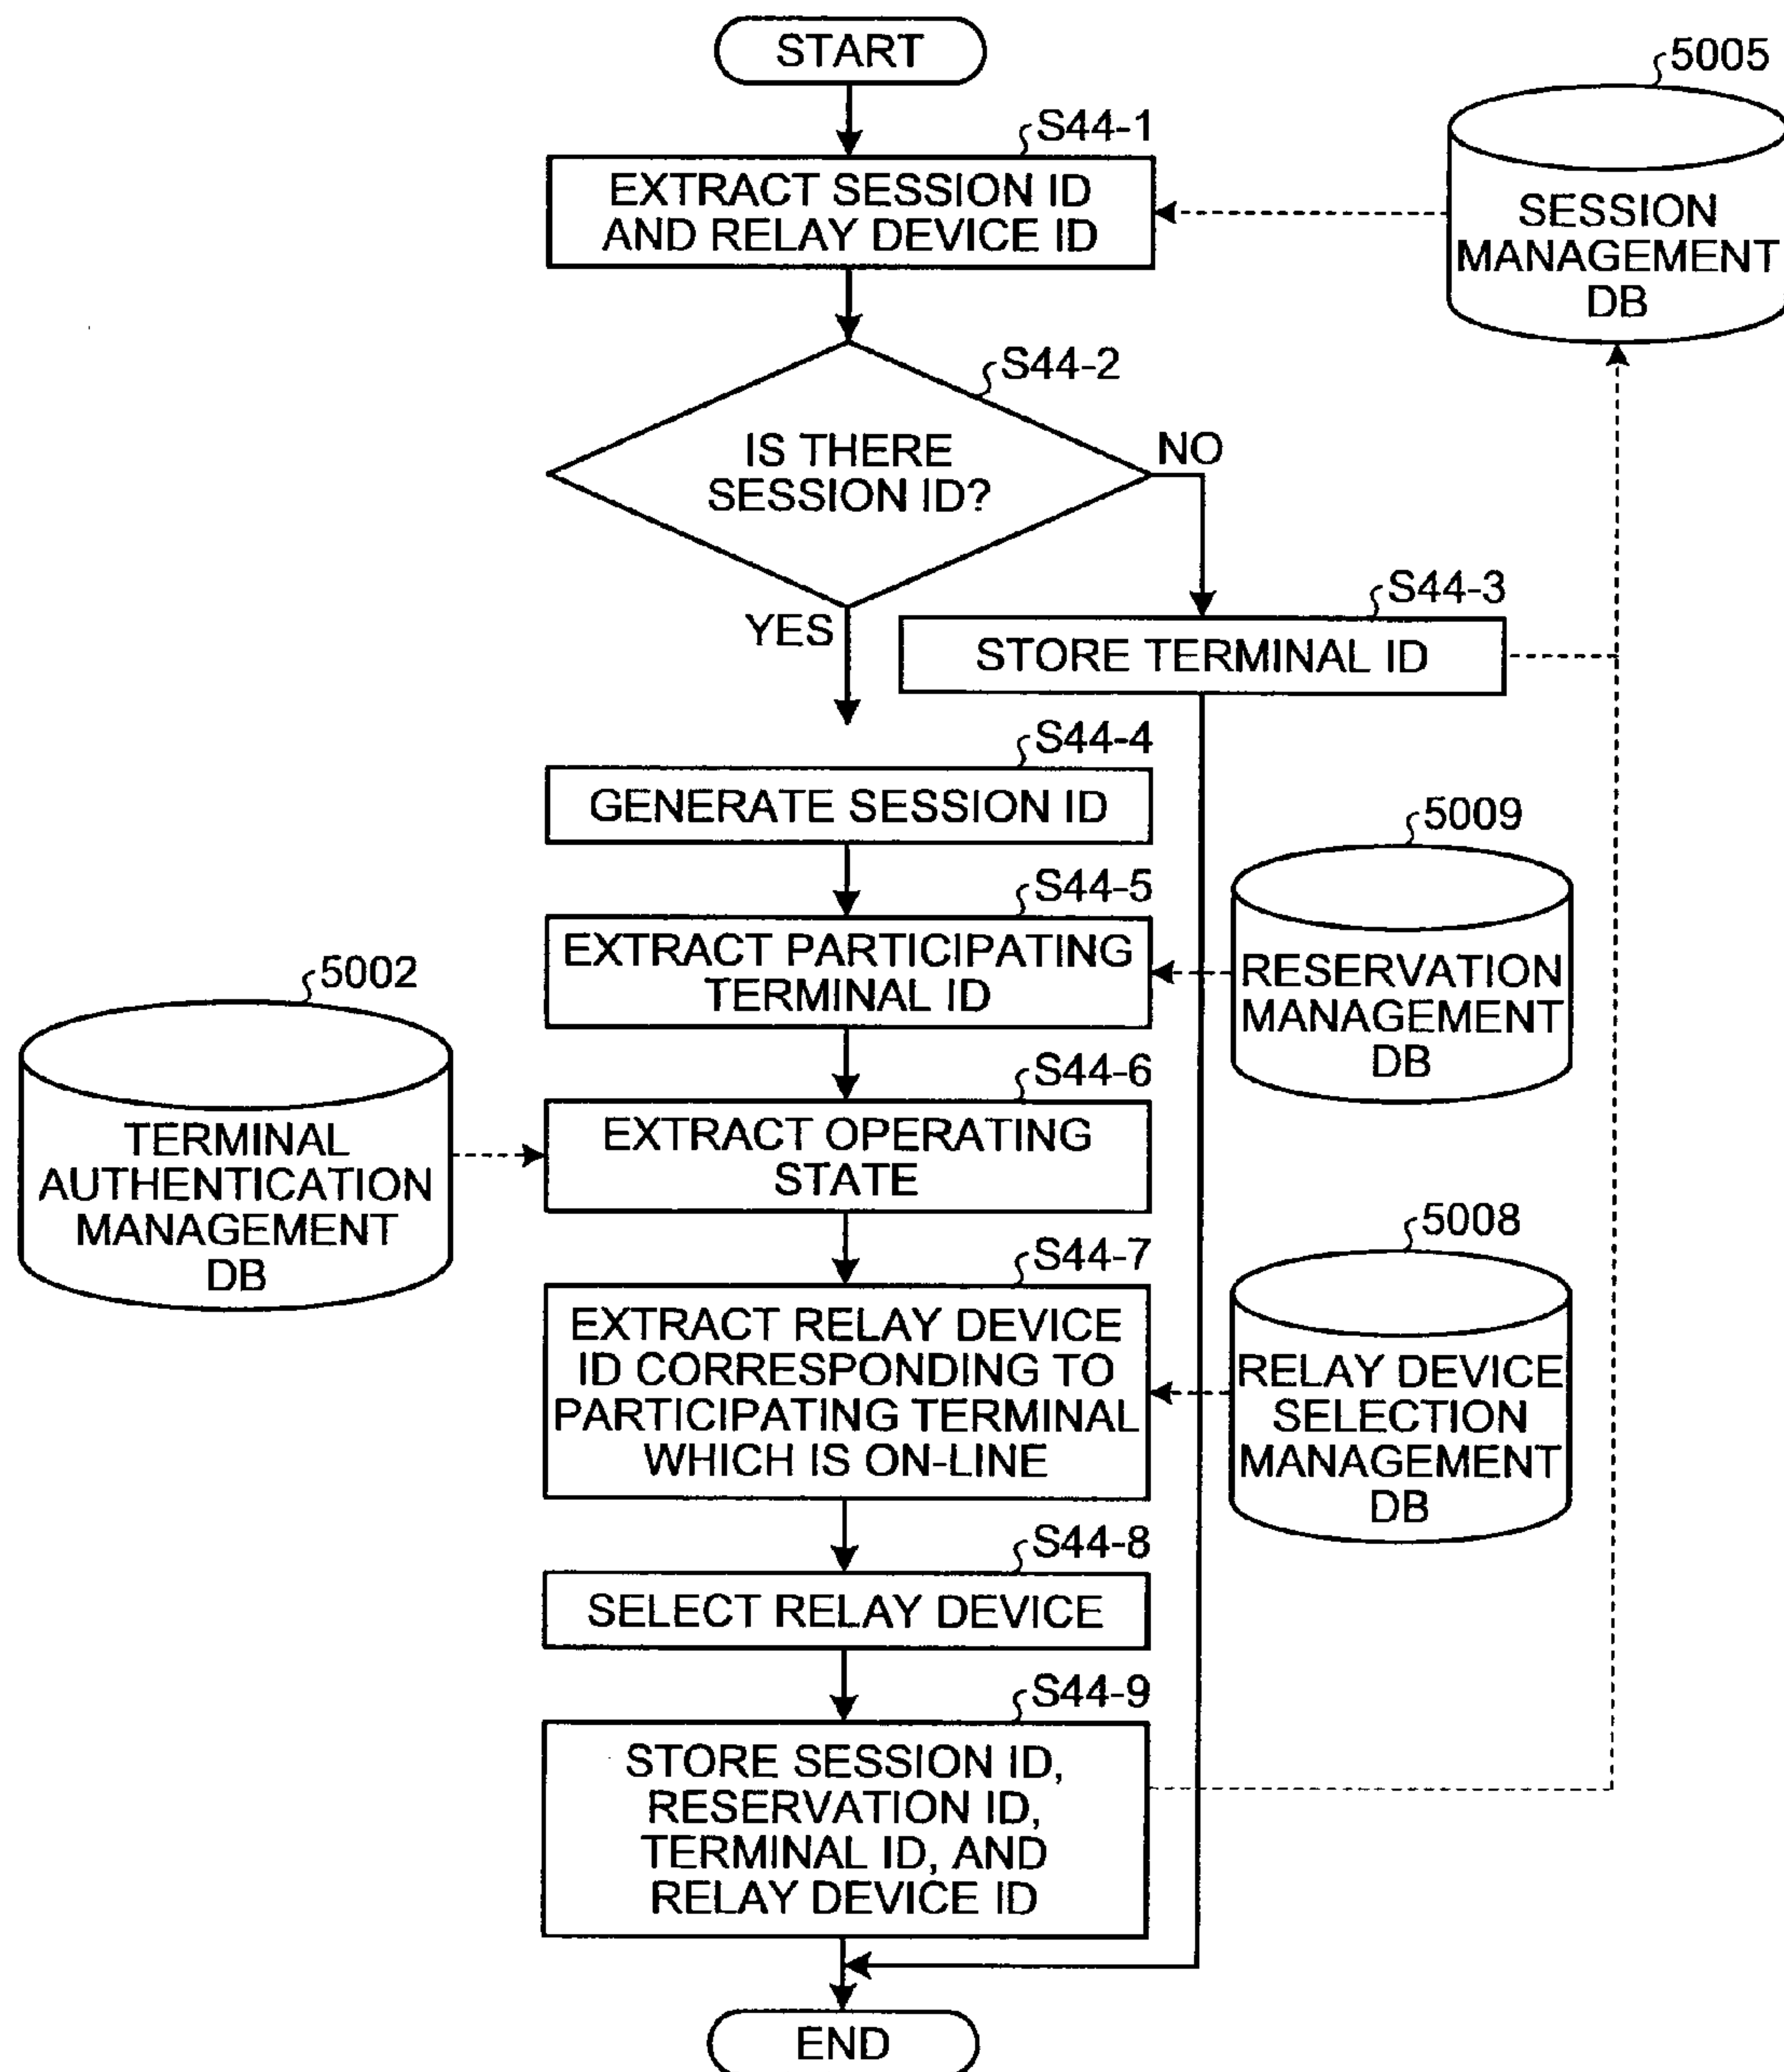 START
5005
S44-1
EXTRACT SESSION ID
AND RELAY DEVICE ID
SESSION
MANAGEMENT
DB
S44-2
IS THERE
SESSION ID?
NO
YES
S44-3
STORE TERMINAL ID
S44-4
GENERATE SESSION ID
5009
S44-5
EXTRACT PARTICIPATING
TERMINAL ID
RESERVATION
MANAGEMENT
DB
5002
TERMINAL
AUTHENTICATION
MANAGEMENT
DB
S44-6
EXTRACT OPERATING
STATE
5008
S44-7
EXTRACT RELAY DEVICE
ID CORRESPONDING TO
PARTICIPATING TERMINAL
WHICH IS ON-LINE
RELAY DEVICE
SELECTION
MANAGEMENT
DB
S44-8
SELECT RELAY DEVICE
S44-9
STORE SESSION ID,
RESERVATION ID,
TERMINAL ID, AND
RELAY DEVICE ID
END